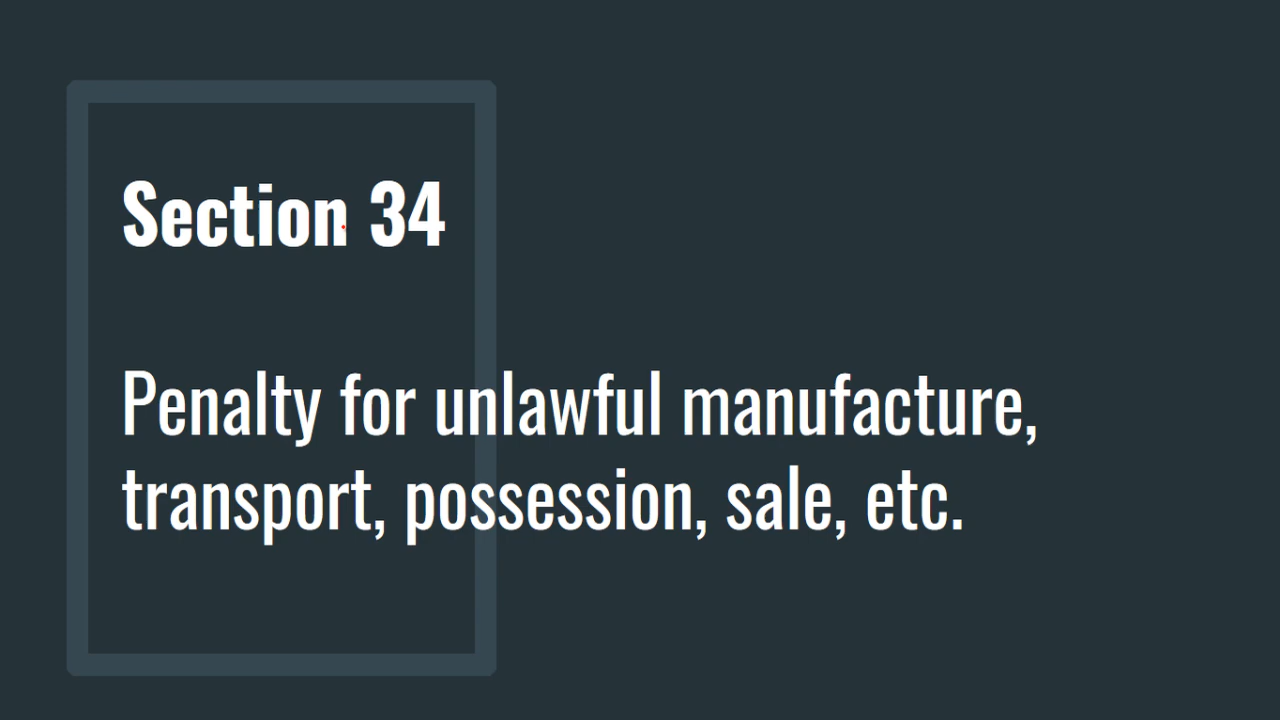 Section 34
Penalty for unlawful manufacture,
transport, possession, sale, etc.